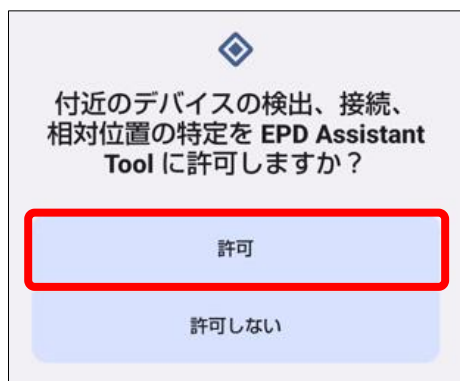 付近のデバイスの検出、接続、
相対位置の特定を EPD Assistant
Tool に許可しますか？
許可
許可しない